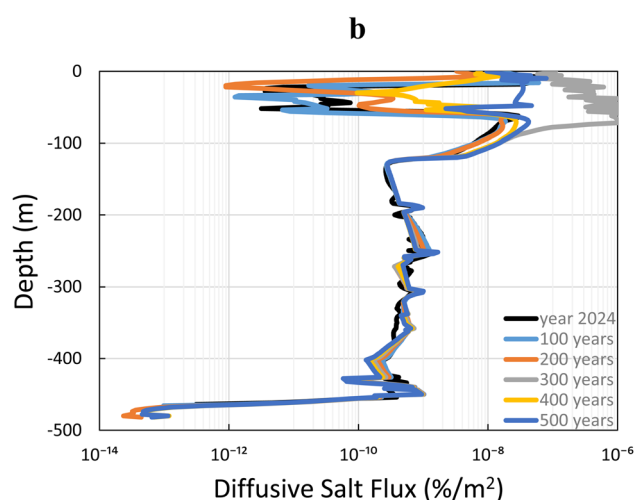 b
0
-100
-200
-300
-400
-500
Depth (m)
year 2024
100 years
200 years
300 years
400 years
500 years
10⁻¹⁴ 10⁻¹² 10⁻¹⁰ 10⁻⁸ 10⁻⁶
Diffusive Salt Flux (%/m²)